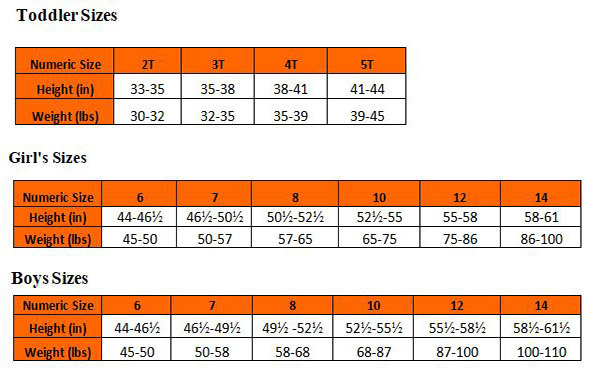 Toddler Sizes
Numeric Size 2T 3T 4T 5T
Height (in) 33-35 35-38 38-41 41-44
Weight (lbs) 30-32 32-35 35-39 39-45
Girl's Sizes
Numeric Size 6 7 8 10 12 14
Height (in) 44-46½ 46½-50½ 50½-52½ 52½-55 55-58 58-61
Weight (lbs) 45-50 50-57 57-65 65-75 75-86 86-100
Boys Sizes
Numeric Size 6 7 8 10 12 14
Height (in) 44-46½ 46½-49½ 49½ -52½ 52½-55½ 55½-58½ 58½-61½
Weight (lbs) 45-50 50-58 58-68 68-87 87-100 100-110